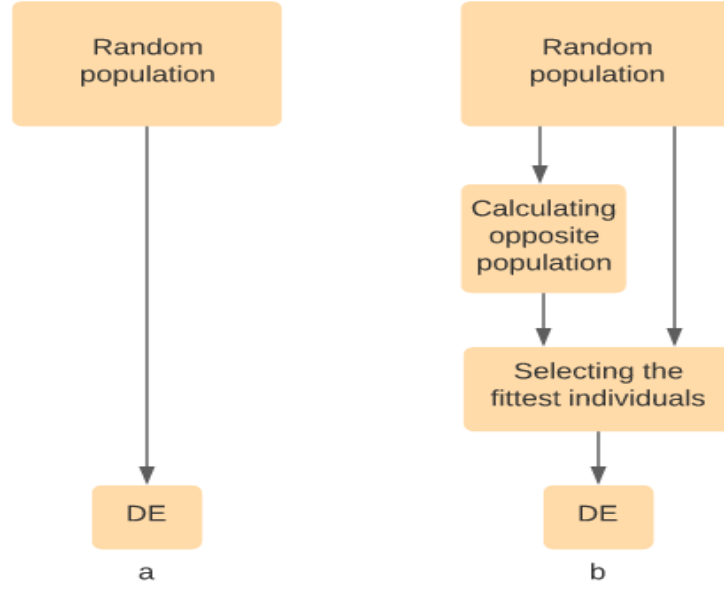 Random
population
DE
a
Random
population
Calculating
opposite
population
Selecting the
fittest individuals
DE
b